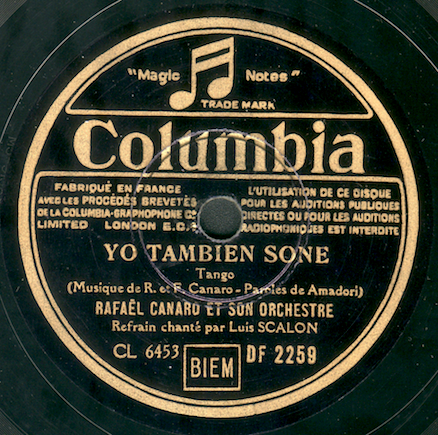 "Magic Notes"
TRADE MARK
Columbia
FABRIQUÉ EN FRANCE
AVEC LES PROCÉDÉS BREVETÉS
DE LA COLUMBIA-GRAPHOPHONE Cº
LIMITED LONDON E.C.
L'UTILISATION DE CE DISQUE
POUR LES AUDITIONS PUBLIQUES
DIRECTES OU POUR LES AUDITIONS
RADIOPHONIQUES EST INTERDITE
YO TAMBIEN SONE
Tango
(Musique de R. et F. Canaro - Paroles de Amadori)
RAFAËL CANARO ET SON ORCHESTRE
Refrain chanté par Luis SCALON
CL 6453 BIEM DF 2259